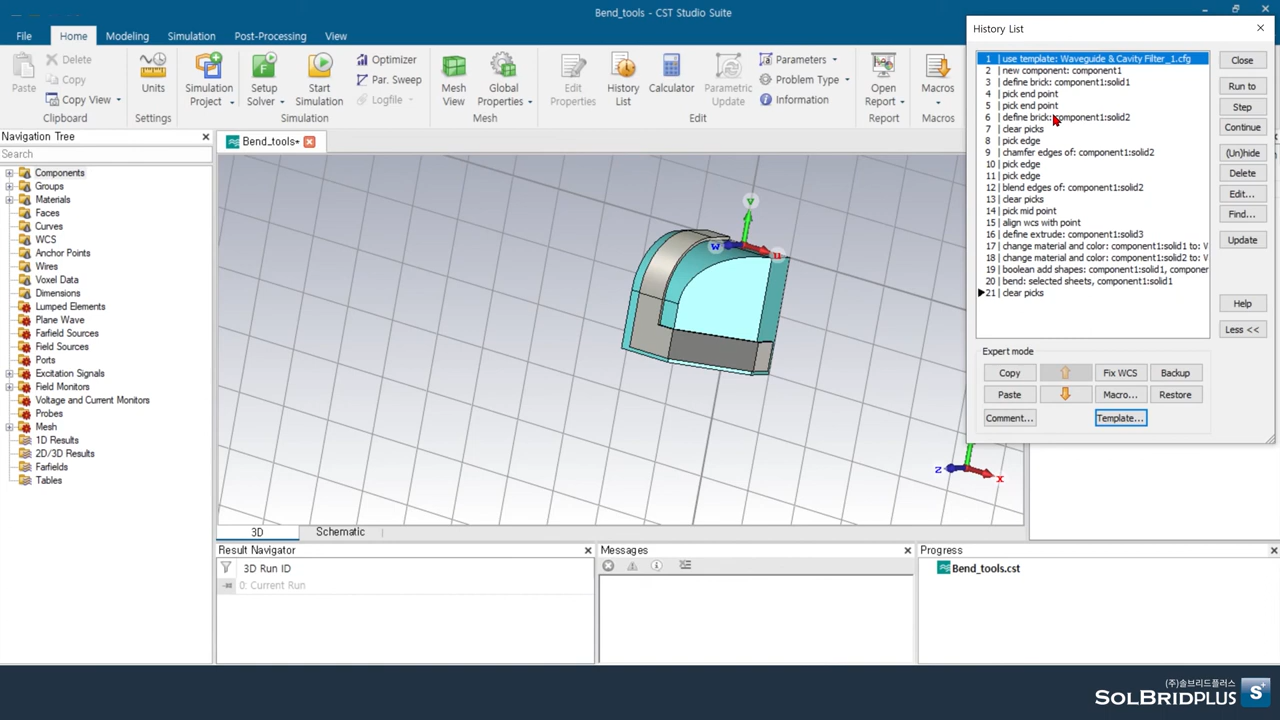 Bend_tools - CST Studio Suite
File Home Modeling Simulation Post-Processing View
Paste
Delete
Copy
Copy View
Clipboard
Units
Settings
Simulation Project
Setup Solver
Start Simulation
Optimizer
Par. Sweep
Logfile
Simulation
Mesh View
Global Properties
Mesh
Edit Properties
History List
Calculator
Parametric Update
Parameters
Problem Type
Information
Edit
Open Report
Report
Macros
Macros
Navigation Tree
Search
Components
Groups
Materials
Faces
Curves
WCS
Anchor Points
Wires
Voxel Data
Dimensions
Lumped Elements
Plane Wave
Farfield Sources
Field Sources
Ports
Excitation Signals
Field Monitors
Voltage and Current Monitors
Probes
Mesh
1D Results
2D/3D Results
Farfields
Tables
Bend_tools*
v
w
u
z
x
3D Schematic
Result Navigator
3D Run ID
0: Current Run
Messages
Progress
Bend_tools.cst
History List
1 | use template: Waveguide & Cavity Filter_1.cfg
2 | new component: component1
3 | define brick: component1:solid1
4 | pick end point
5 | pick end point
6 | define brick: component1:solid2
7 | clear picks
8 | pick edge
9 | chamfer edges of: component1:solid2
10 | pick edge
11 | pick edge
12 | blend edges of: component1:solid2
13 | clear picks
14 | pick mid point
15 | align wcs with point
16 | define extrude: component1:solid3
17 | change material and color: component1:solid1 to: V
18 | change material and color: component1:solid2 to: V
19 | boolean add shapes: component1:solid1, componer
20 | bend: selected sheets, component1:solid1
21 | clear picks
Close
Run to
Step
Continue
(Un)hide
Delete
Edit...
Find...
Update
Help
Less <<
Expert mode
Copy Fix WCS Backup
Paste Macro... Restore
Comment... Template...
(주)솔브리드플러스
SOLBRIDPLUS S+